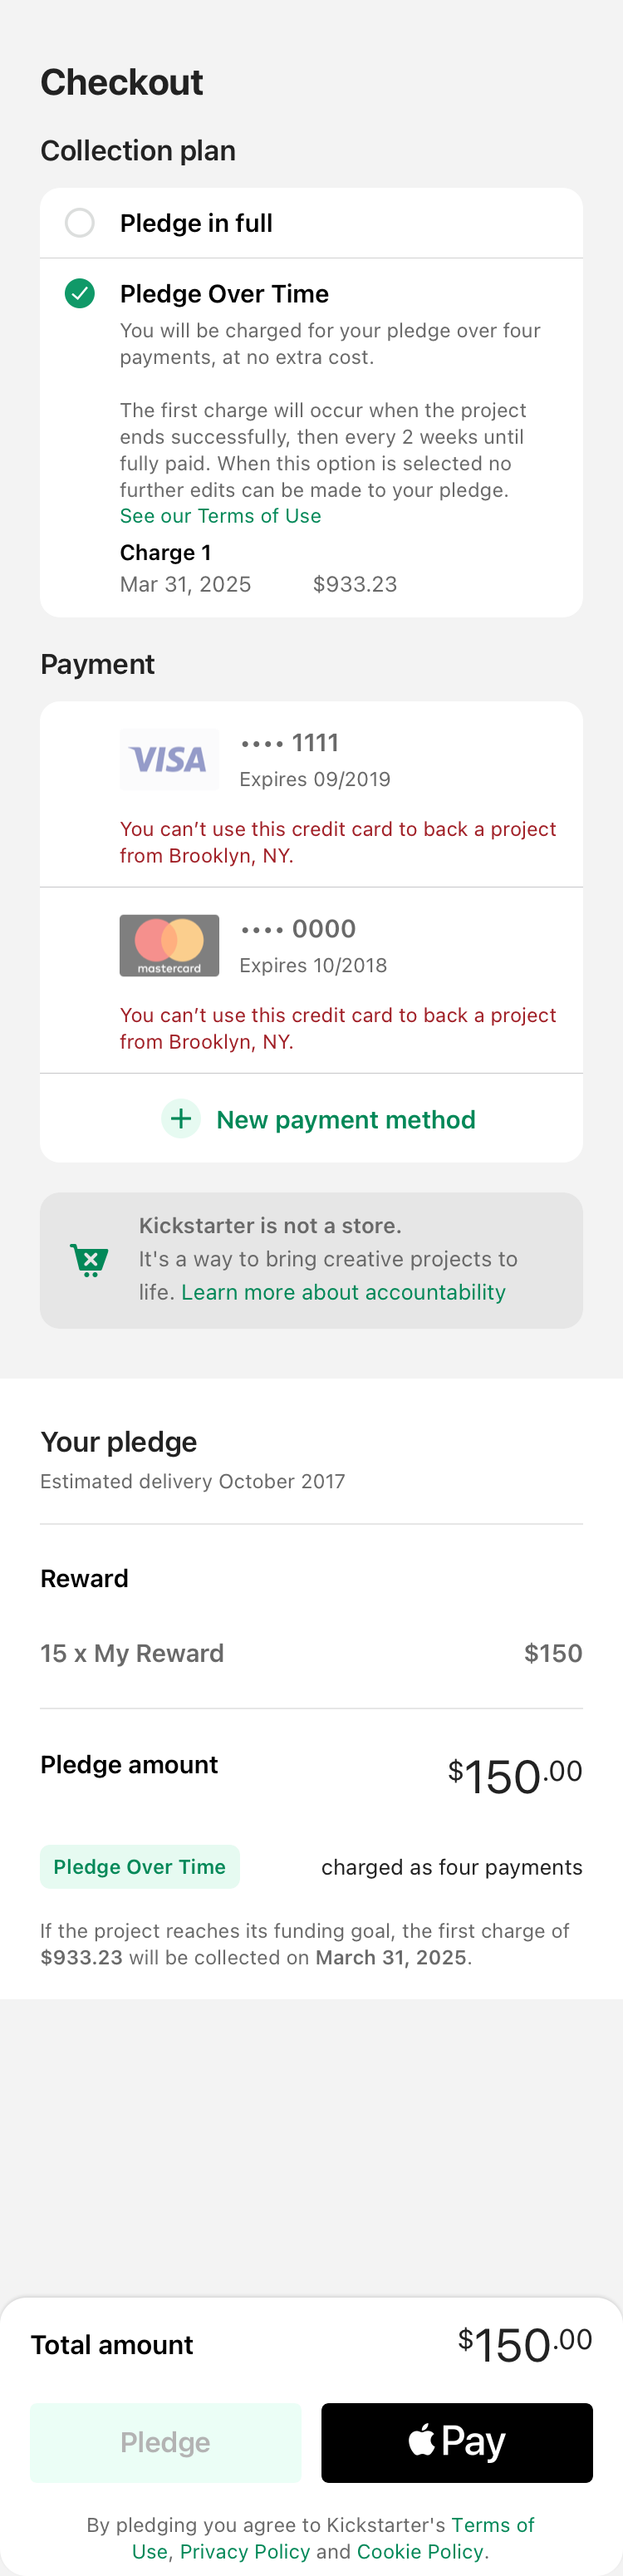 Checkout
Collection plan
Pledge in full
Pledge Over Time
You will be charged for your pledge over four
payments, at no extra cost.
The first charge will occur when the project
ends successfully, then every 2 weeks until
fully paid. When this option is selected no
further edits can be made to your pledge.
See our Terms of Use
Charge 1
Mar 31, 2025 $933.23
Payment
VISA •••• 1111
Expires 09/2019
You can’t use this credit card to back a project
from Brooklyn, NY.
•••• 0000
mastercard Expires 10/2018
You can’t use this credit card to back a project
from Brooklyn, NY.
New payment method
Kickstarter is not a store.
It's a way to bring creative projects to
life. Learn more about accountability
Your pledge
Estimated delivery October 2017
Reward
15 x My Reward $150
Pledge amount $150.00
Pledge Over Time charged as four payments
If the project reaches its funding goal, the first charge of
$933.23 will be collected on March 31, 2025.
Total amount $150.00
Pledge Pay
By pledging you agree to Kickstarter's Terms of
Use, Privacy Policy and Cookie Policy.